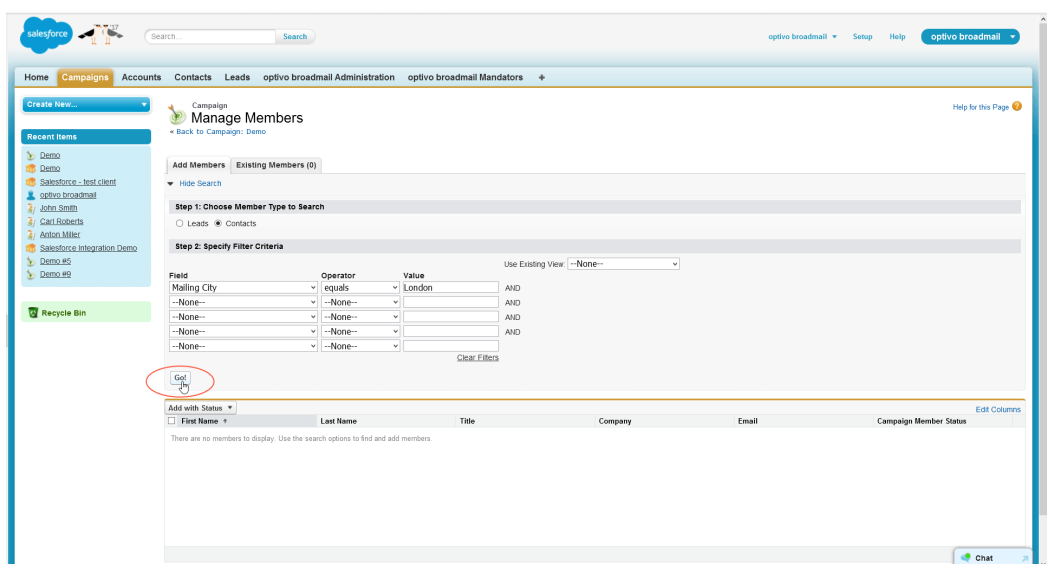 salesforce
Search... Search optivo broadmail Setup Help optivo broadmail
Home Campaigns Accounts Contacts Leads optivo broadmail Administration optivo broadmail Mandators +
Create New...
Recent Items
Demo
Demo
Salesforce - test client
optivo broadmail
John Smith
Carl Roberts
Anton Miller
Salesforce Integration Demo
Demo #5
Demo #9
Recycle Bin
Campaign
Manage Members
« Back to Campaign: Demo
Help for this Page ?
Add Members Existing Members (0)
Hide Search
Step 1: Choose Member Type to Search
Leads Contacts
Step 2: Specify Filter Criteria
Use Existing View: --None--
Field Operator Value
Mailing City equals London AND
--None-- --None-- AND
--None-- --None-- AND
--None-- --None-- AND
--None-- --None--
Clear Filters
Go!
Add with Status
Edit Columns
First Name ↑ Last Name Title Company Email Campaign Member Status
There are no members to display. Use the search options to find and add members.
Chat